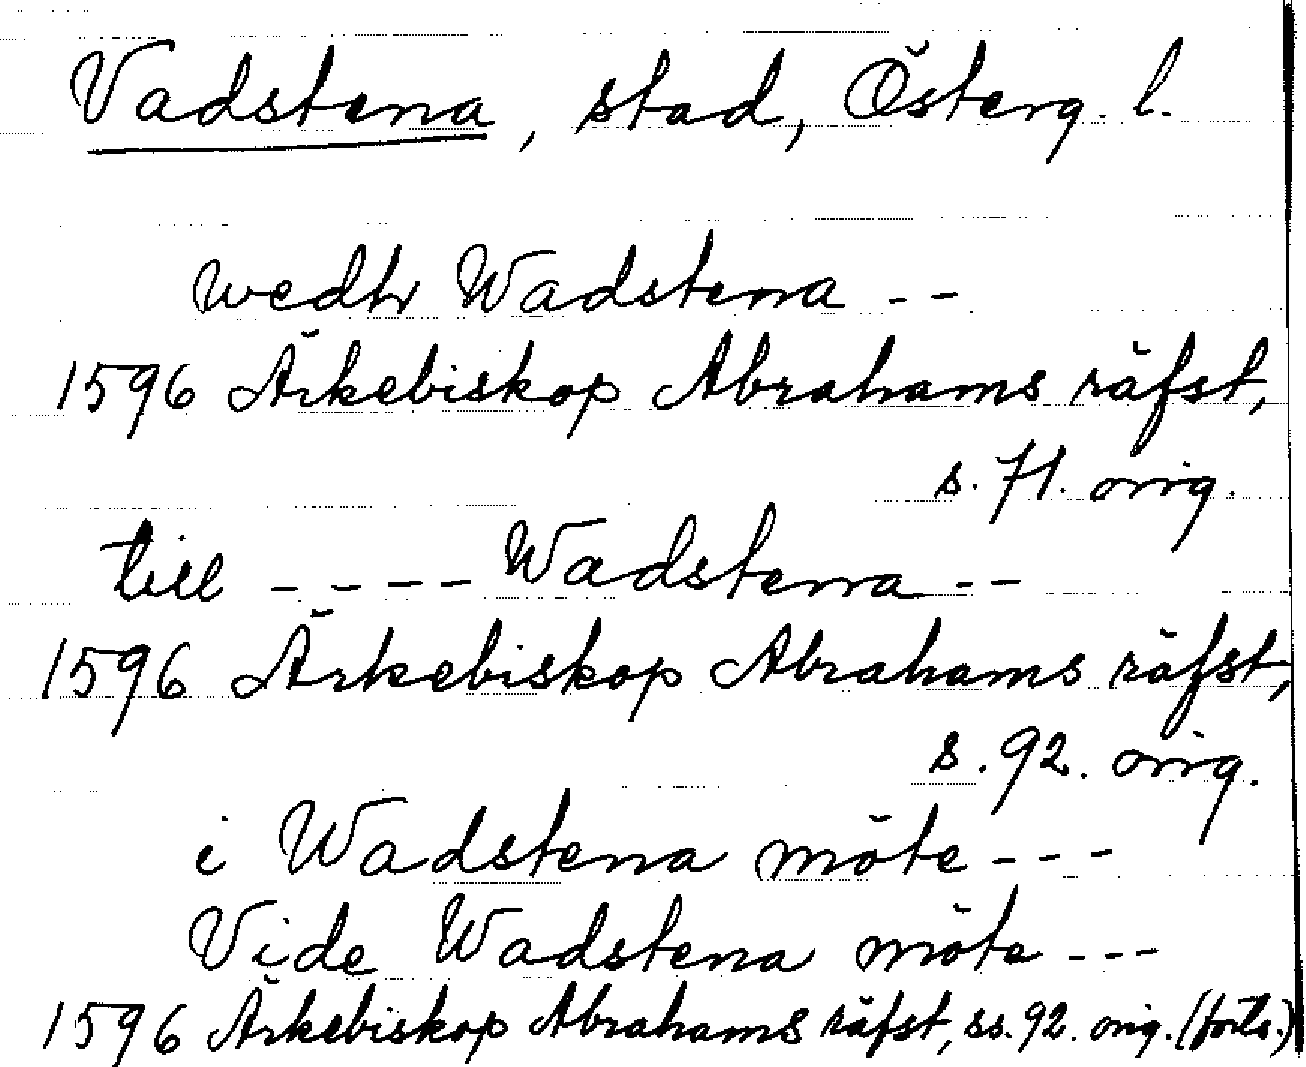 Vadstena, stad, Österg. l.
wedhr Wadstena - -
1596 Ärkebiskop Abrahams räfst,
s. 71. orig.
till - - - - Wadstena - -
1596 Ärkebiskop Abrahams räfst,
s. 92. orig.
i Wadstena möte - - -
Vide Wadstena möte - - -
1596 Ärkebiskop Abrahams räfst, ss. 92. orig. (forts.)